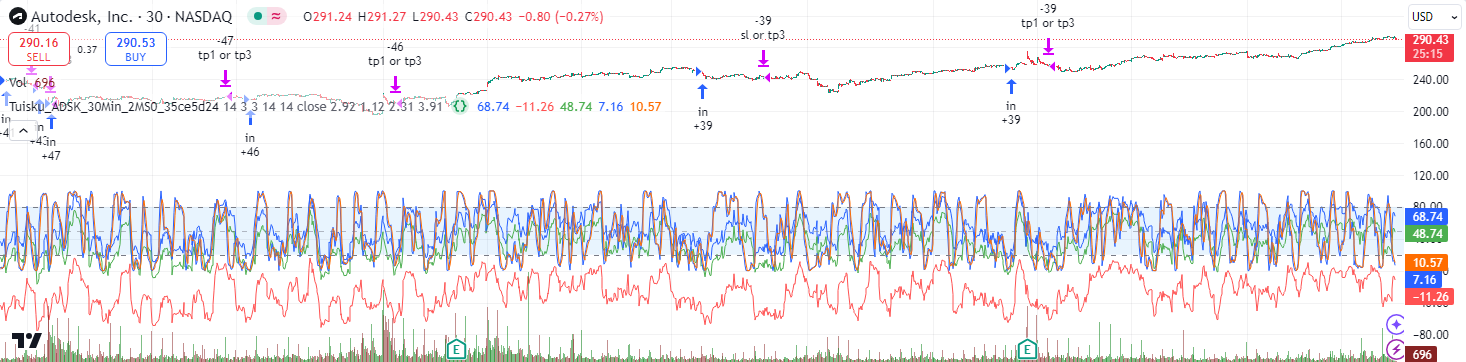 Autodesk, Inc. · 30 · NASDAQ O291.24 H291.27 L290.43 C290.43 −0.80 (−0.27%)
USD
-41
290.16
SELL
0.37
290.53
BUY
-47
tp1 or tp3
-46
tp1 or tp3
-39
sl or tp3
-39
tp1 or tp3
290.43
25:15
Vol 696
240.00
Tuisku_ADSK_30Min_2MSO_35ce5d24 14 3 3 14 14 close 2.92 1.12 2.31 3.91 68.74 −11.26 48.74 7.16 10.57
200.00
in
+47
in
+46
in
+39
in
+39
160.00
120.00
80.00
68.74
48.74
10.57
7.16
−11.26
−80.00
696
E
E